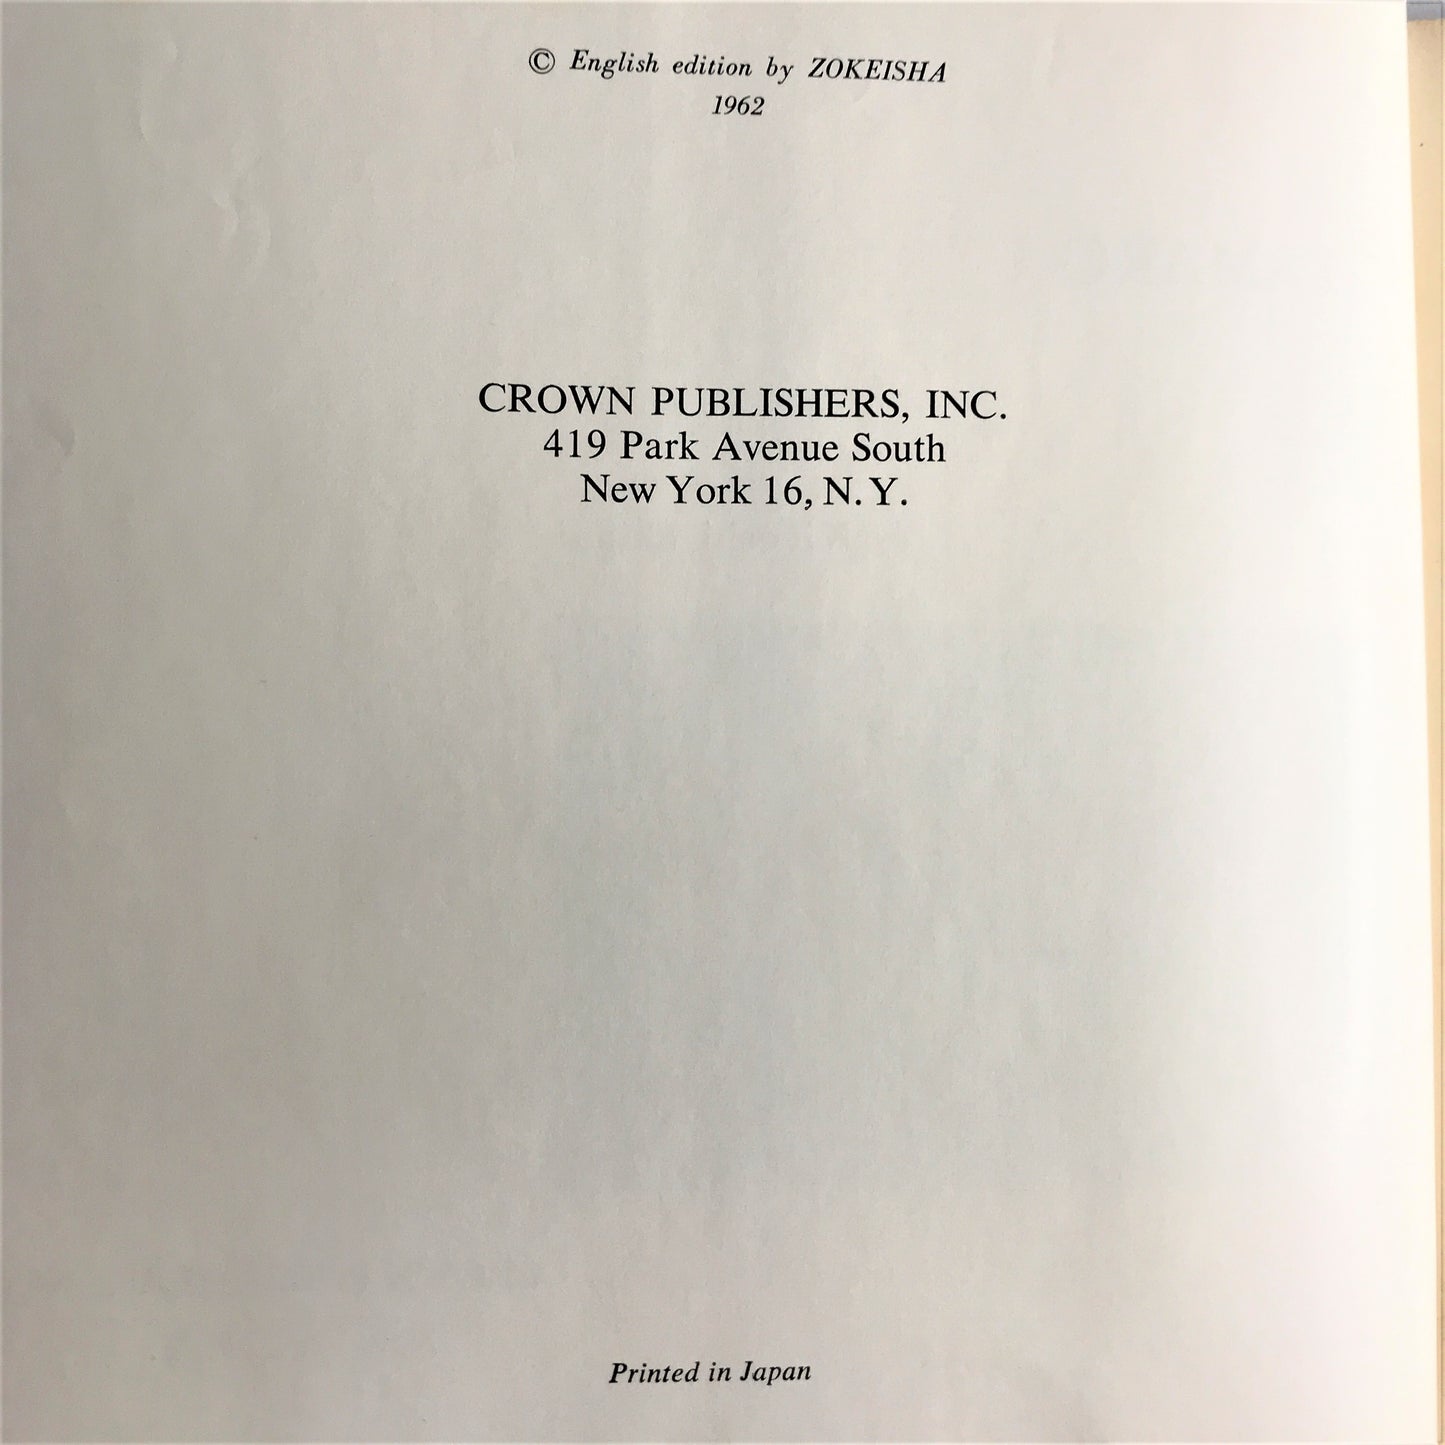 © English edition by ZOKEISHA
1962
CROWN PUBLISHERS, INC.
419 Park Avenue South
New York 16, N. Y.
Printed in Japan